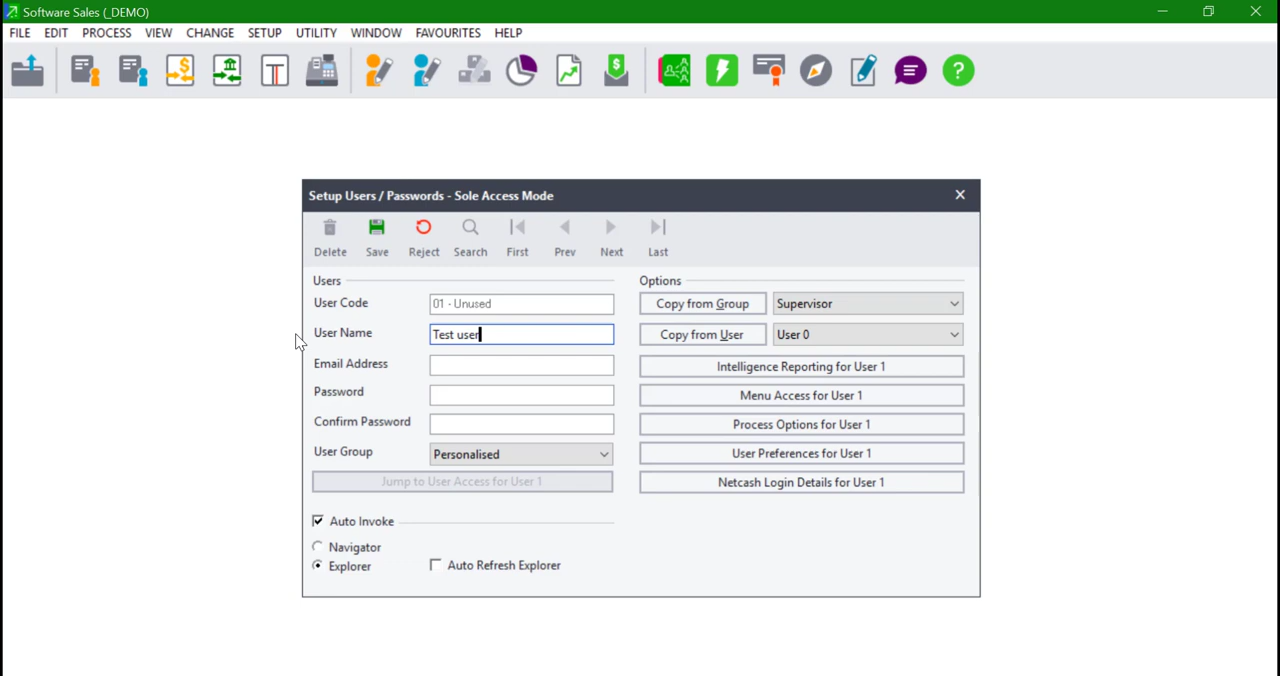 Software Sales (_DEMO)
FILE EDIT PROCESS VIEW CHANGE SETUP UTILITY WINDOW FAVOURITES HELP
Setup Users / Passwords - Sole Access Mode
Delete Save Reject Search First Prev Next Last
Users
User Code 01 - Unused
User Name Test user
Email Address
Password
Confirm Password
User Group Personalised
Jump to User Access for User 1
Auto Invoke
Navigator
Explorer Auto Refresh Explorer
Options
Copy from Group Supervisor
Copy from User User 0
Intelligence Reporting for User 1
Menu Access for User 1
Process Options for User 1
User Preferences for User 1
Netcash Login Details for User 1